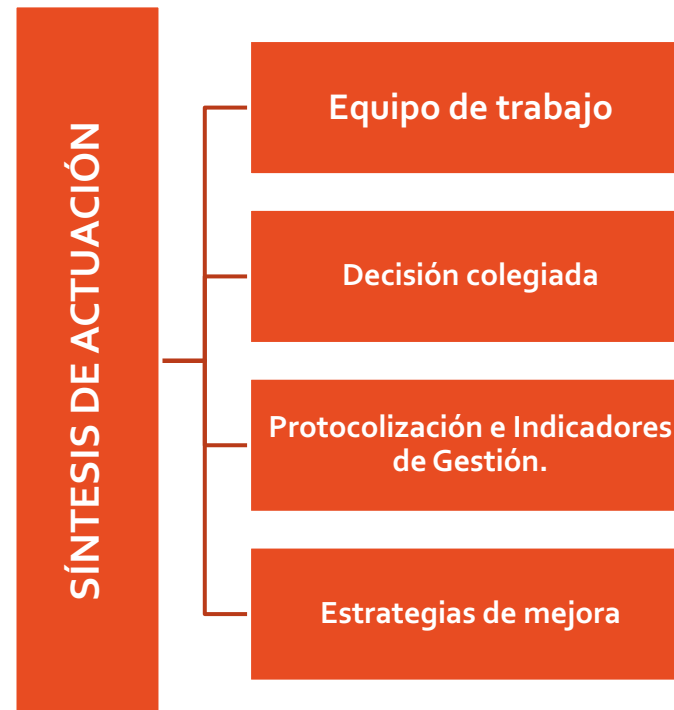 SÍNTESIS DE ACTUACIÓN
Equipo de trabajo
Decisión colegiada
Protocolización e Indicadores
de Gestión.
Estrategias de mejora